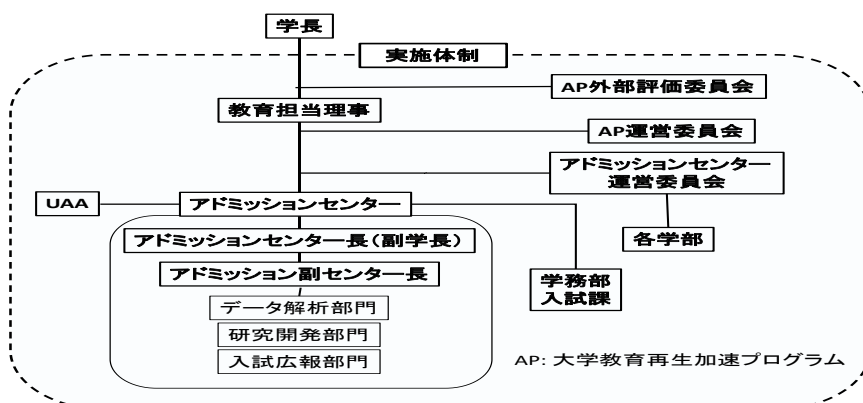 学長
実施体制
AP外部評価委員会
教育担当理事
AP運営委員会
アドミッションセンター
運営委員会
UAA
アドミッションセンター
各学部
アドミッションセンター長(副学長)
アドミッション副センター長
学務部
入試課
データ解析部門
研究開発部門
入試広報部門
AP: 大学教育再生加速プログラム